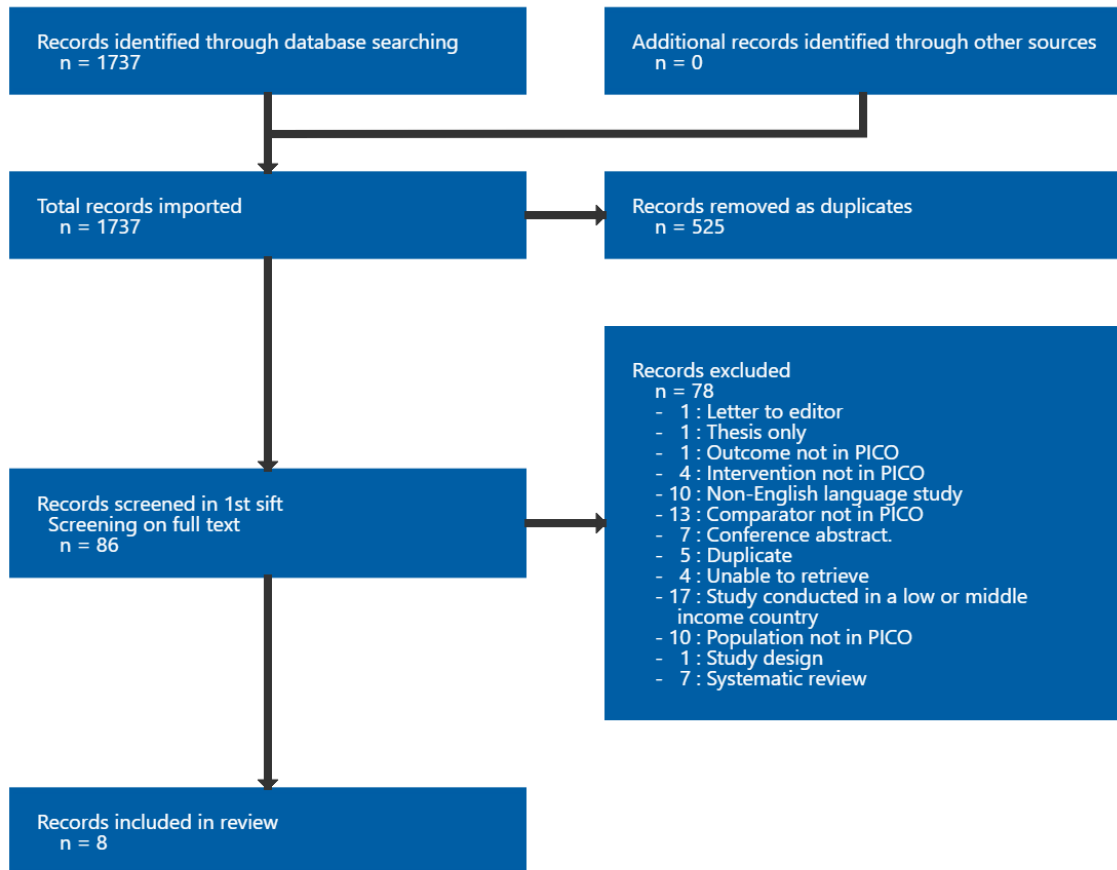 Records identified through database searching
n = 1737
Additional records identified through other sources
n = 0
Total records imported
n = 1737
Records removed as duplicates
n = 525
Records screened in 1st sift
Screening on full text
n = 86
Records excluded
n = 78
- 1 : Letter to editor
- 1 : Thesis only
- 1 : Outcome not in PICO
- 4 : Intervention not in PICO
- 10 : Non-English language study
- 13 : Comparator not in PICO
- 7 : Conference abstract.
- 5 : Duplicate
- 4 : Unable to retrieve
- 17 : Study conducted in a low or middle
income country
- 10 : Population not in PICO
- 1 : Study design
- 7 : Systematic review
Records included in review
n = 8